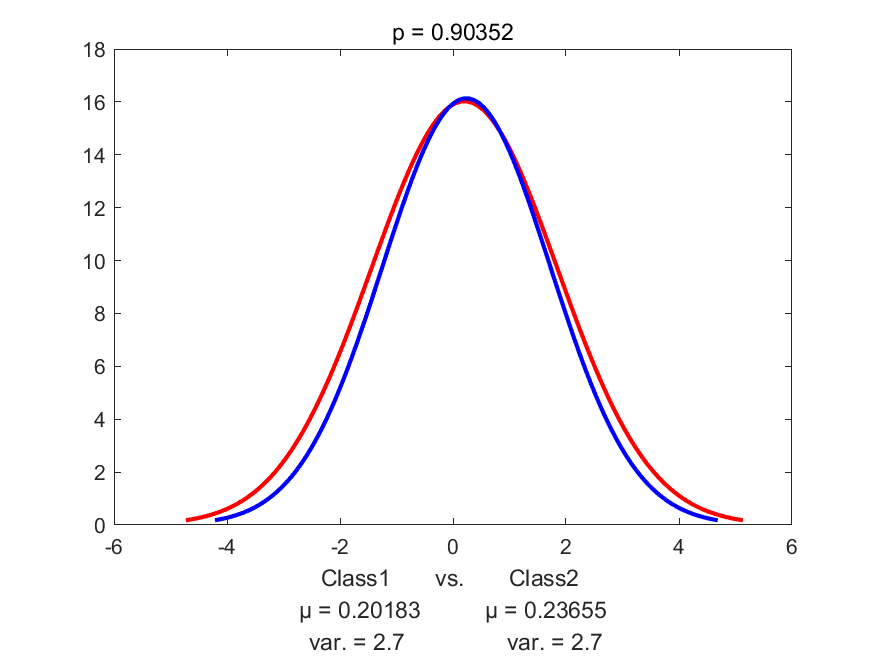 p = 0.90352
18
16
14
12
10
8
6
4
2
0
-6 -4 -2 0 2 4 6
Class1 vs. Class2
μ = 0.20183 μ = 0.23655
var. = 2.7 var. = 2.7